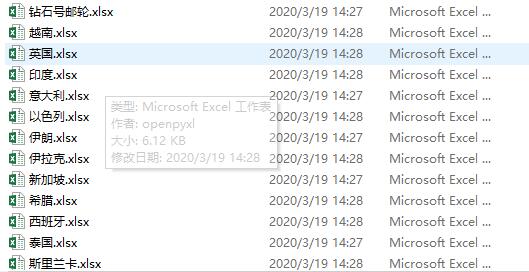 钻石号邮轮.xlsx 2020/3/19 14:27 Microsoft Excel ...
越南.xlsx 2020/3/19 14:28 Microsoft Excel ...
英国.xlsx 2020/3/19 14:28 Microsoft Excel ...
印度.xlsx 2020/3/19 14:28 Microsoft Excel ...
意大利.xlsx 2020/3/19 14:27 Microsoft Excel ...
类型: Microsoft Excel 工作表
以色列.xlsx 2020/3/19 14:28 Microsoft Excel ...
作者: openpyxl
伊朗.xlsx 2020/3/19 14:27 Microsoft Excel ...
大小: 6.12 KB
伊拉克.xlsx 2020/3/19 14:28 Microsoft Excel ...
修改日期: 2020/3/19 14:28
新加坡.xlsx 2020/3/19 14:27 Microsoft Excel ...
希腊.xlsx 2020/3/19 14:28 Microsoft Excel ...
西班牙.xlsx 2020/3/19 14:28 Microsoft Excel ...
泰国.xlsx 2020/3/19 14:28 Microsoft Excel ...
斯里兰卡.xlsx 2020/3/19 14:28 Microsoft Excel ...